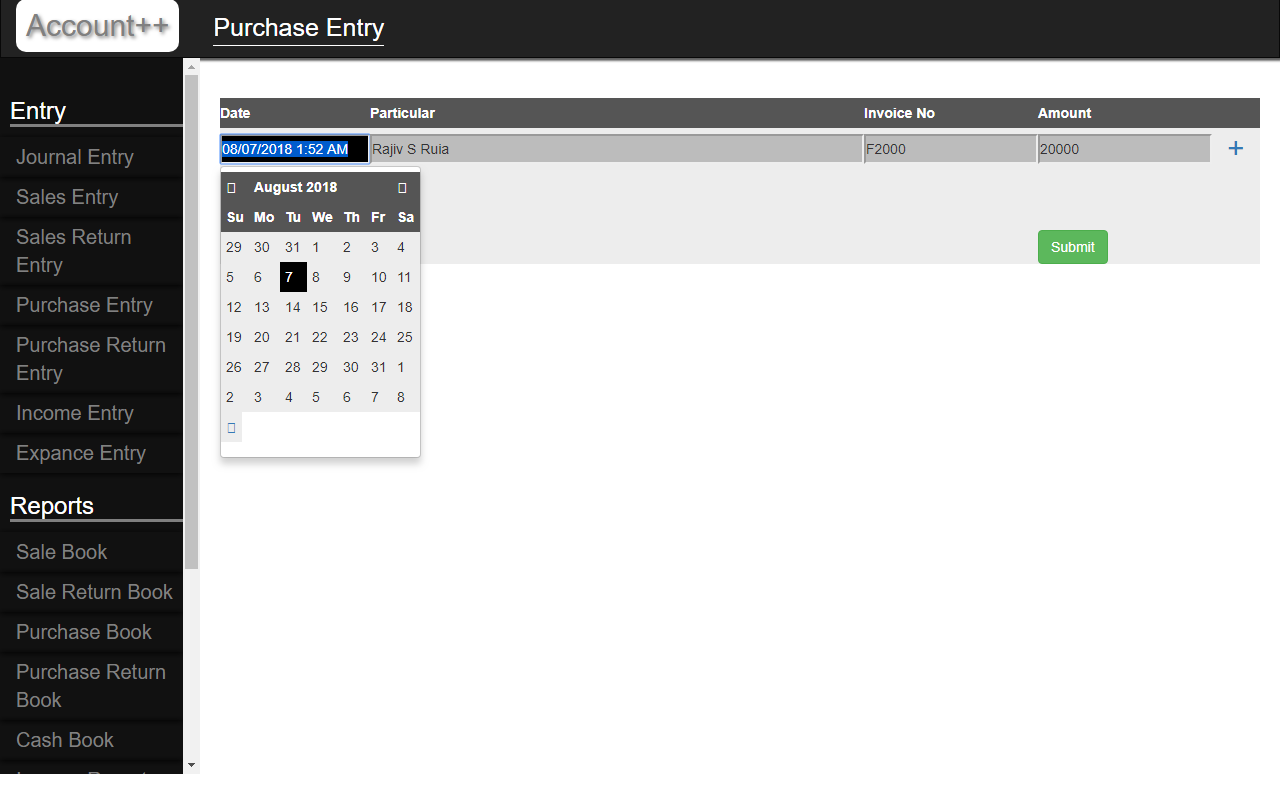 Account++
Purchase Entry
Entry
Journal Entry
Sales Entry
Sales Return
Entry
Purchase Entry
Purchase Return
Entry
Income Entry
Expance Entry
Reports
Sale Book
Sale Return Book
Purchase Book
Purchase Return
Book
Cash Book
Date Particular Invoice No Amount
08/07/2018 1:52 AM Rajiv S Ruia F2000 20000 +
August 2018
Su Mo Tu We Th Fr Sa
29 30 31 1 2 3 4
5 6 7 8 9 10 11
12 13 14 15 16 17 18
19 20 21 22 23 24 25
26 27 28 29 30 31 1
2 3 4 5 6 7 8
Submit